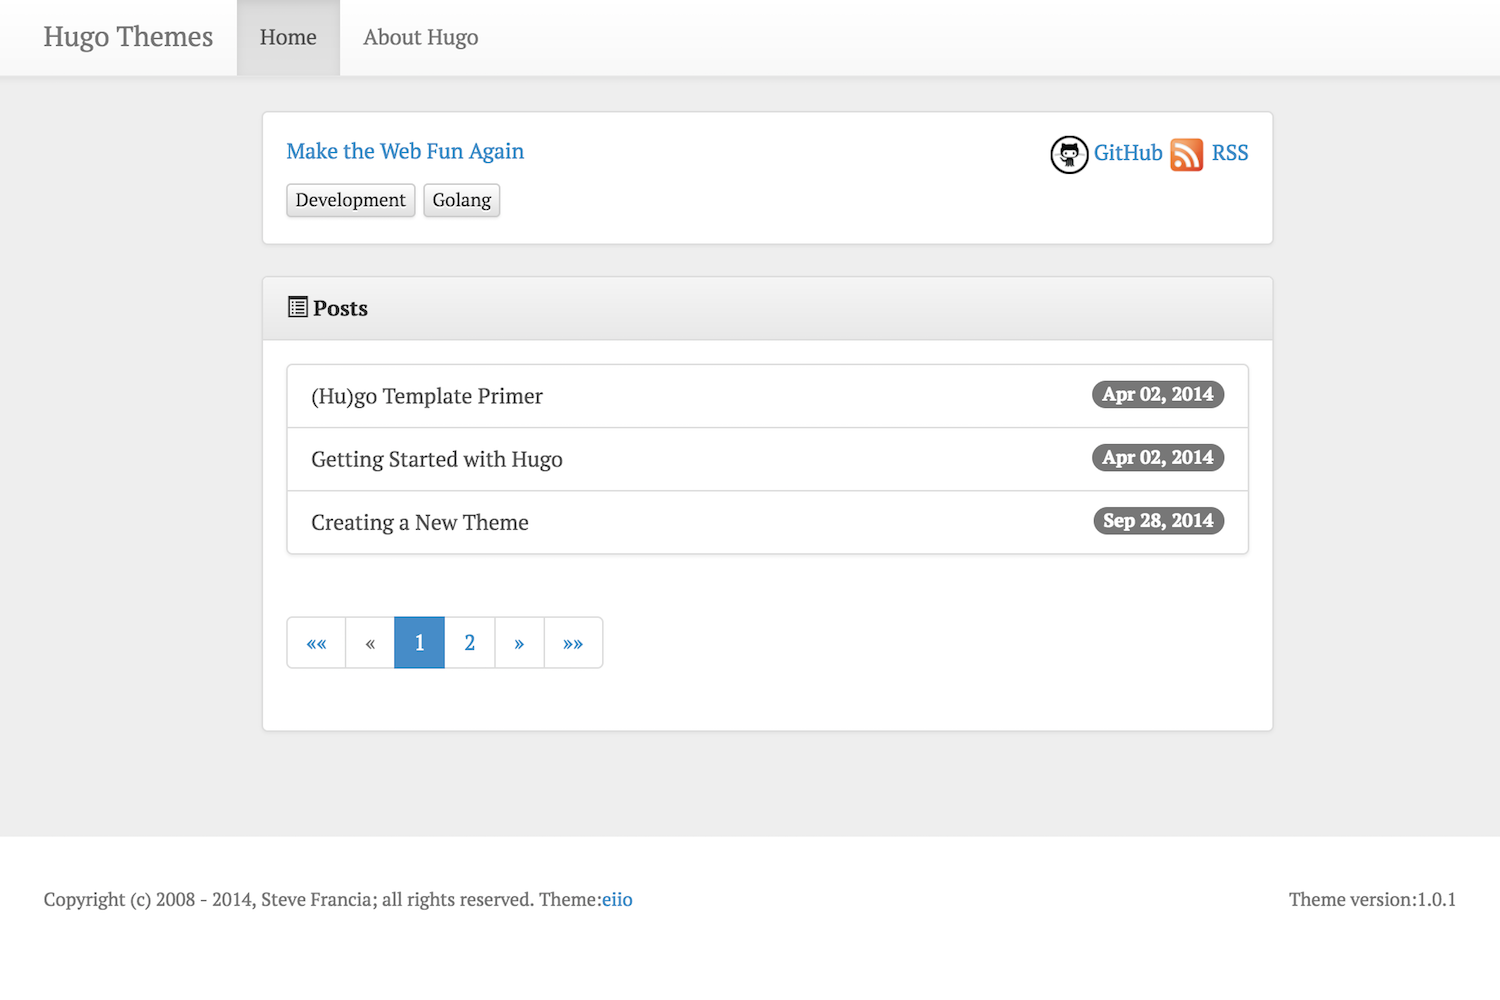 Hugo Themes Home About Hugo
Make the Web Fun Again GitHub RSS
Development Golang
Posts
(Hu)go Template Primer Apr 02, 2014
Getting Started with Hugo Apr 02, 2014
Creating a New Theme Sep 28, 2014
«« « 1 2 » »»
Copyright (c) 2008 - 2014, Steve Francia; all rights reserved. Theme:eiio Theme version:1.0.1